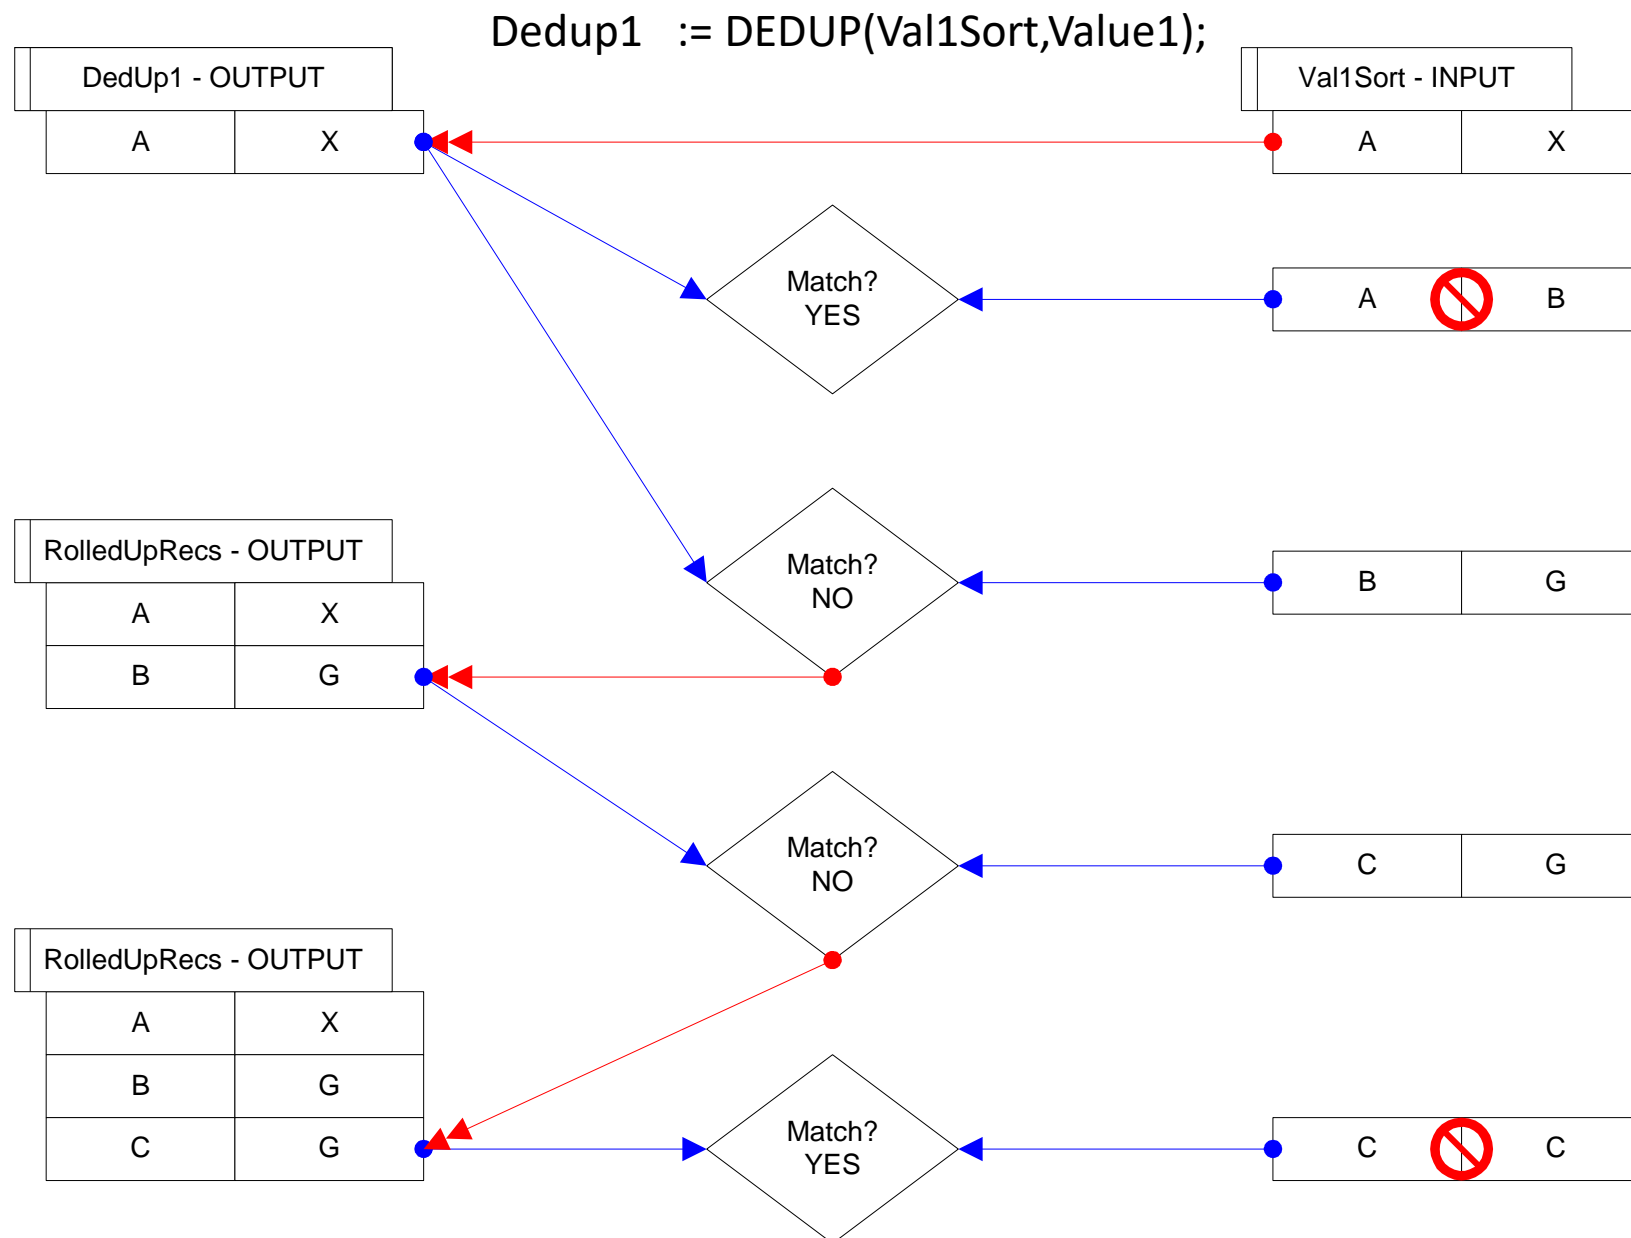 Dedup1 := DEDUP(Val1Sort,Value1);
DedUp1 - OUTPUT
Val1Sort - INPUT
A X
A X
Match?
YES
A B
RolledUpRecs - OUTPUT
A X
B G
Match?
NO
B G
Match?
NO
C G
RolledUpRecs - OUTPUT
A X
B G
C G
Match?
YES
C C